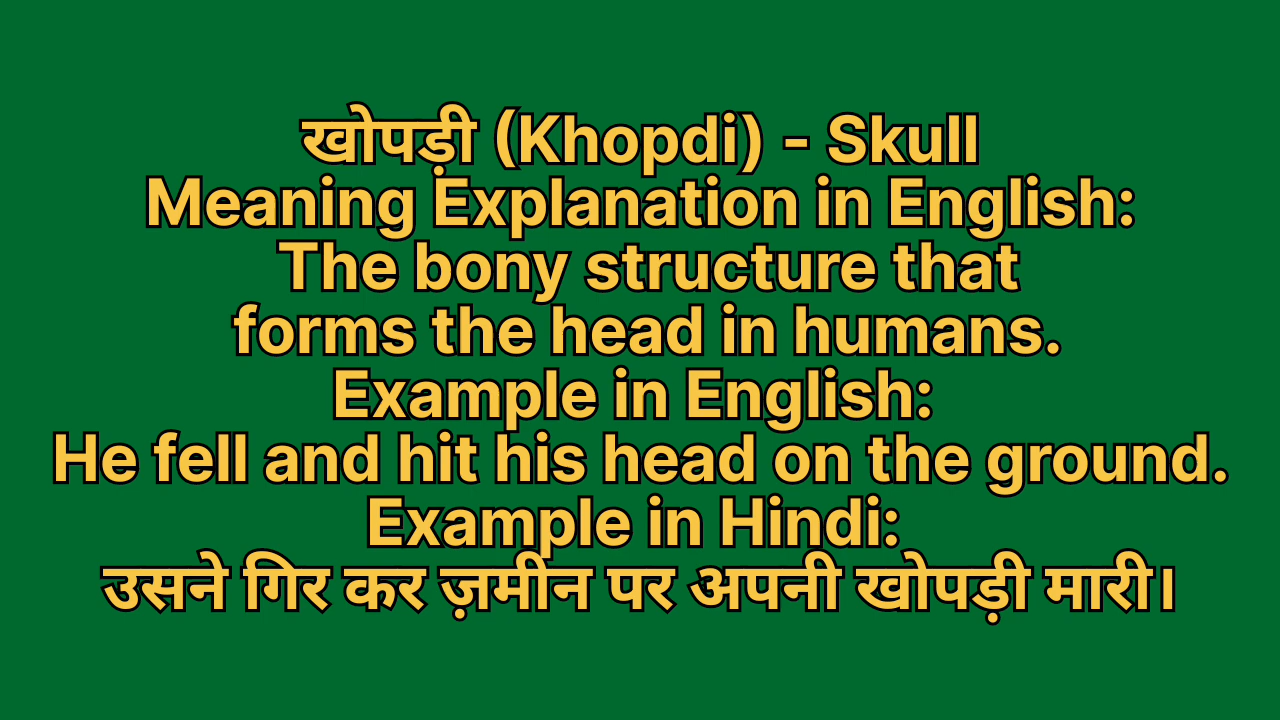 खोपड़ी (Khopdi) - Skull
Meaning Explanation in English:
The bony structure that
forms the head in humans.
Example in English:
He fell and hit his head on the ground.
Example in Hindi:
उसने गिर कर ज़मीन पर अपनी खोपड़ी मारी।